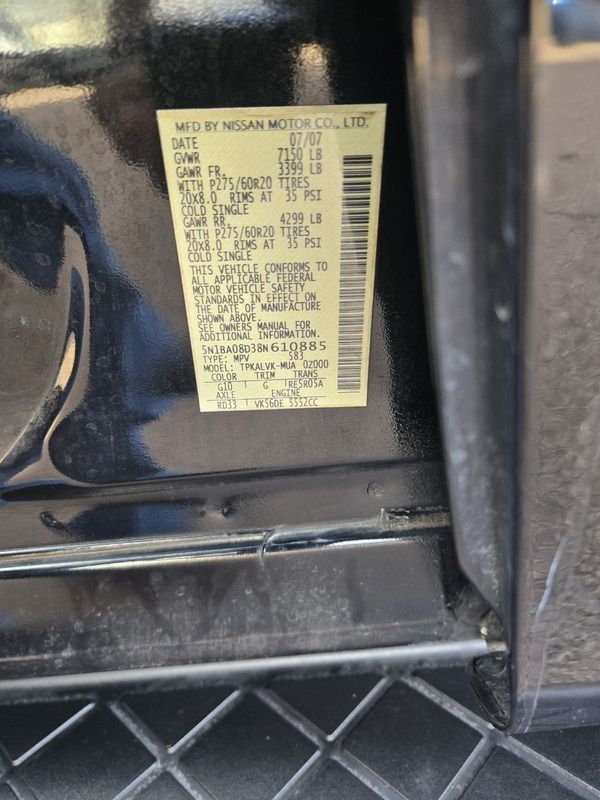 MFD BY NISSAN MOTOR CO., LTD.
DATE 07/07
GVWR 7150 LB
GAWR FR. 3399 LB
WITH P275/60R20 TIRES
20X8.0 RIMS AT 35 PSI
COLD SINGLE
GAWR RR. 4299 LB
WITH P275/60R20 TIRES
20X8.0 RIMS AT 35 PSI
COLD SINGLE
THIS VEHICLE CONFORMS TO
ALL APPLICABLE FEDERAL
MOTOR VEHICLE SAFETY
STANDARDS IN EFFECT ON
THE DATE OF MANUFACTURE
SHOWN ABOVE.
SEE OWNERS MANUAL FOR
ADDITIONAL INFORMATION.
5N1BA08D38N610885
TYPE: MPV 583
MODEL: TPKALVK-MUA 0Z000
COLOR TRIM TRANS
G10 G RE5R05A
AXLE ENGINE
RD33 VK56DE 5552CC